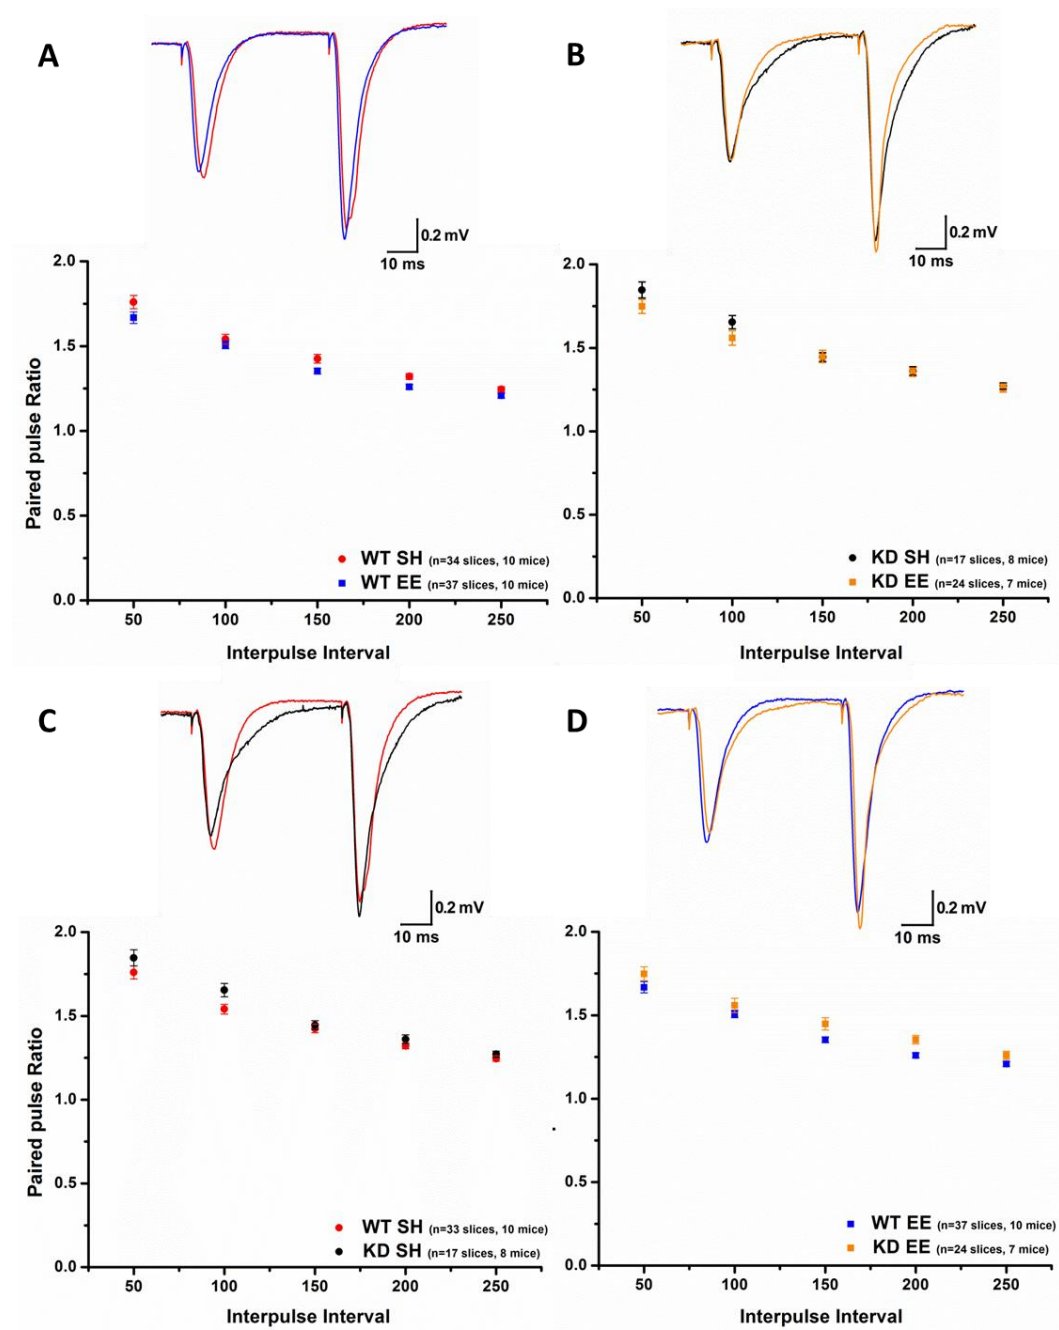 A
0.2 mV
10 ms
B
0.2 mV
10 ms
2.0
1.5
1.0
0.5
0.0
Paired pulse Ratio
WT SH (n=34 slices, 10 mice)
WT EE (n=37 slices, 10 mice)
50 100 150 200 250
Interpulse Interval
2.0
1.5
1.0
0.5
0.0
KD SH (n=17 slices, 8 mice)
KD EE (n=24 slices, 7 mice)
50 100 150 200 250
Interpulse Interval
C
0.2 mV
10 ms
D
0.2 mV
10 ms
2.0
1.5
1.0
0.5
0.0
Paired pulse Ratio
WT SH (n=33 slices, 10 mice)
KD SH (n=17 slices, 8 mice)
50 100 150 200 250
Interpulse Interval
2.0
1.5
1.0
0.5
0.0
WT EE (n=37 slices, 10 mice)
KD EE (n=24 slices, 7 mice)
50 100 150 200 250
Interpulse Interval